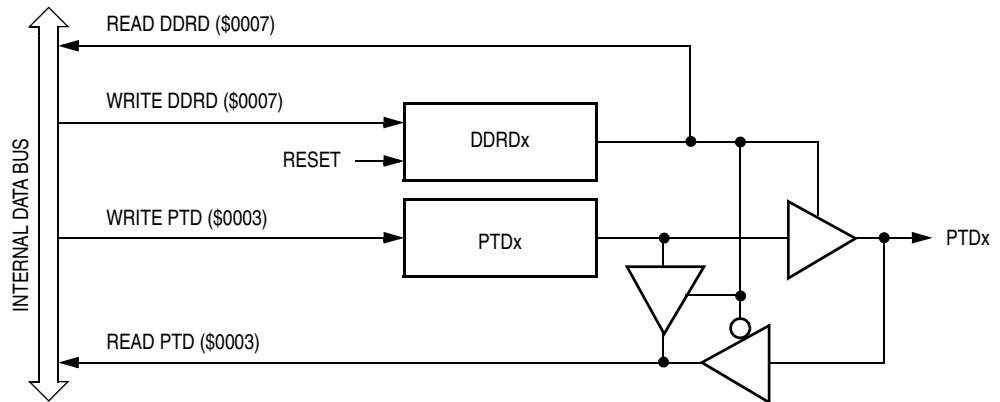 READ DDRD ($0007)
WRITE DDRD ($0007)
DDRDx
RESET
WRITE PTD ($0003)
PTDx
PTDx
READ PTD ($0003)
INTERNAL DATA BUS